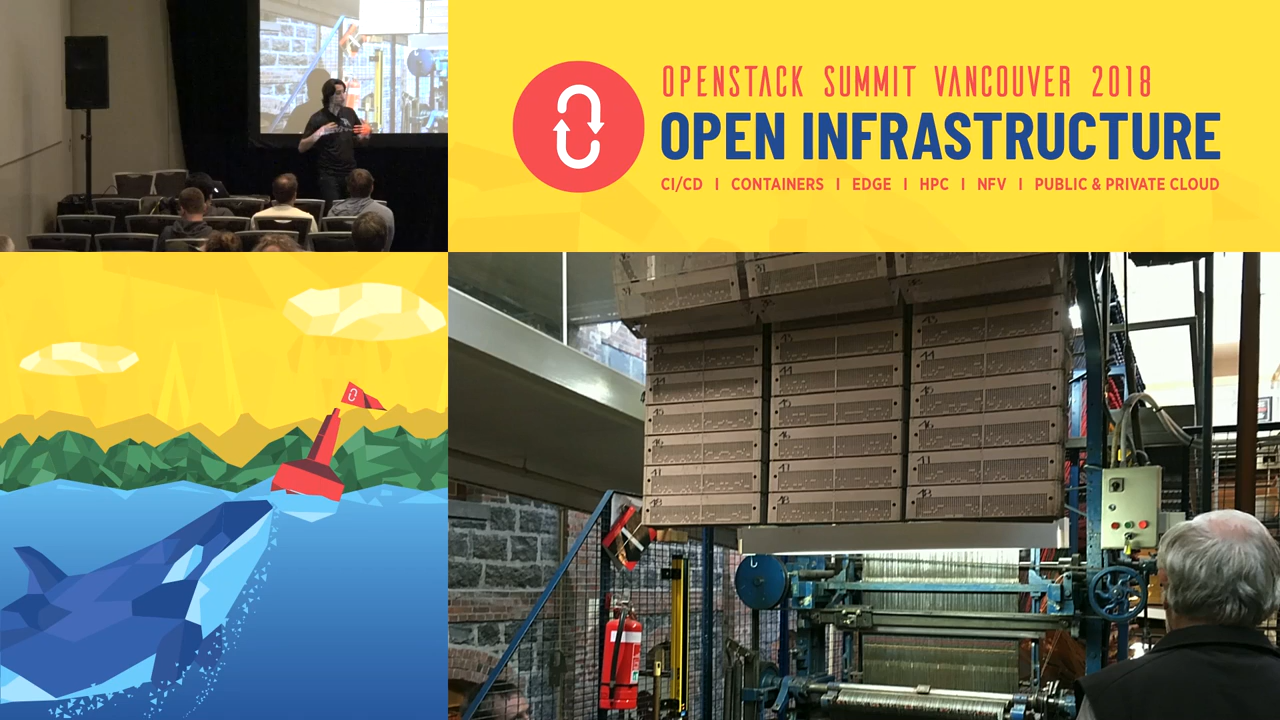 OPENSTACK SUMMIT VANCOUVER 2018
OPEN INFRASTRUCTURE
CI/CD | CONTAINERS | EDGE | HPC | NFV | PUBLIC & PRIVATE CLOUD